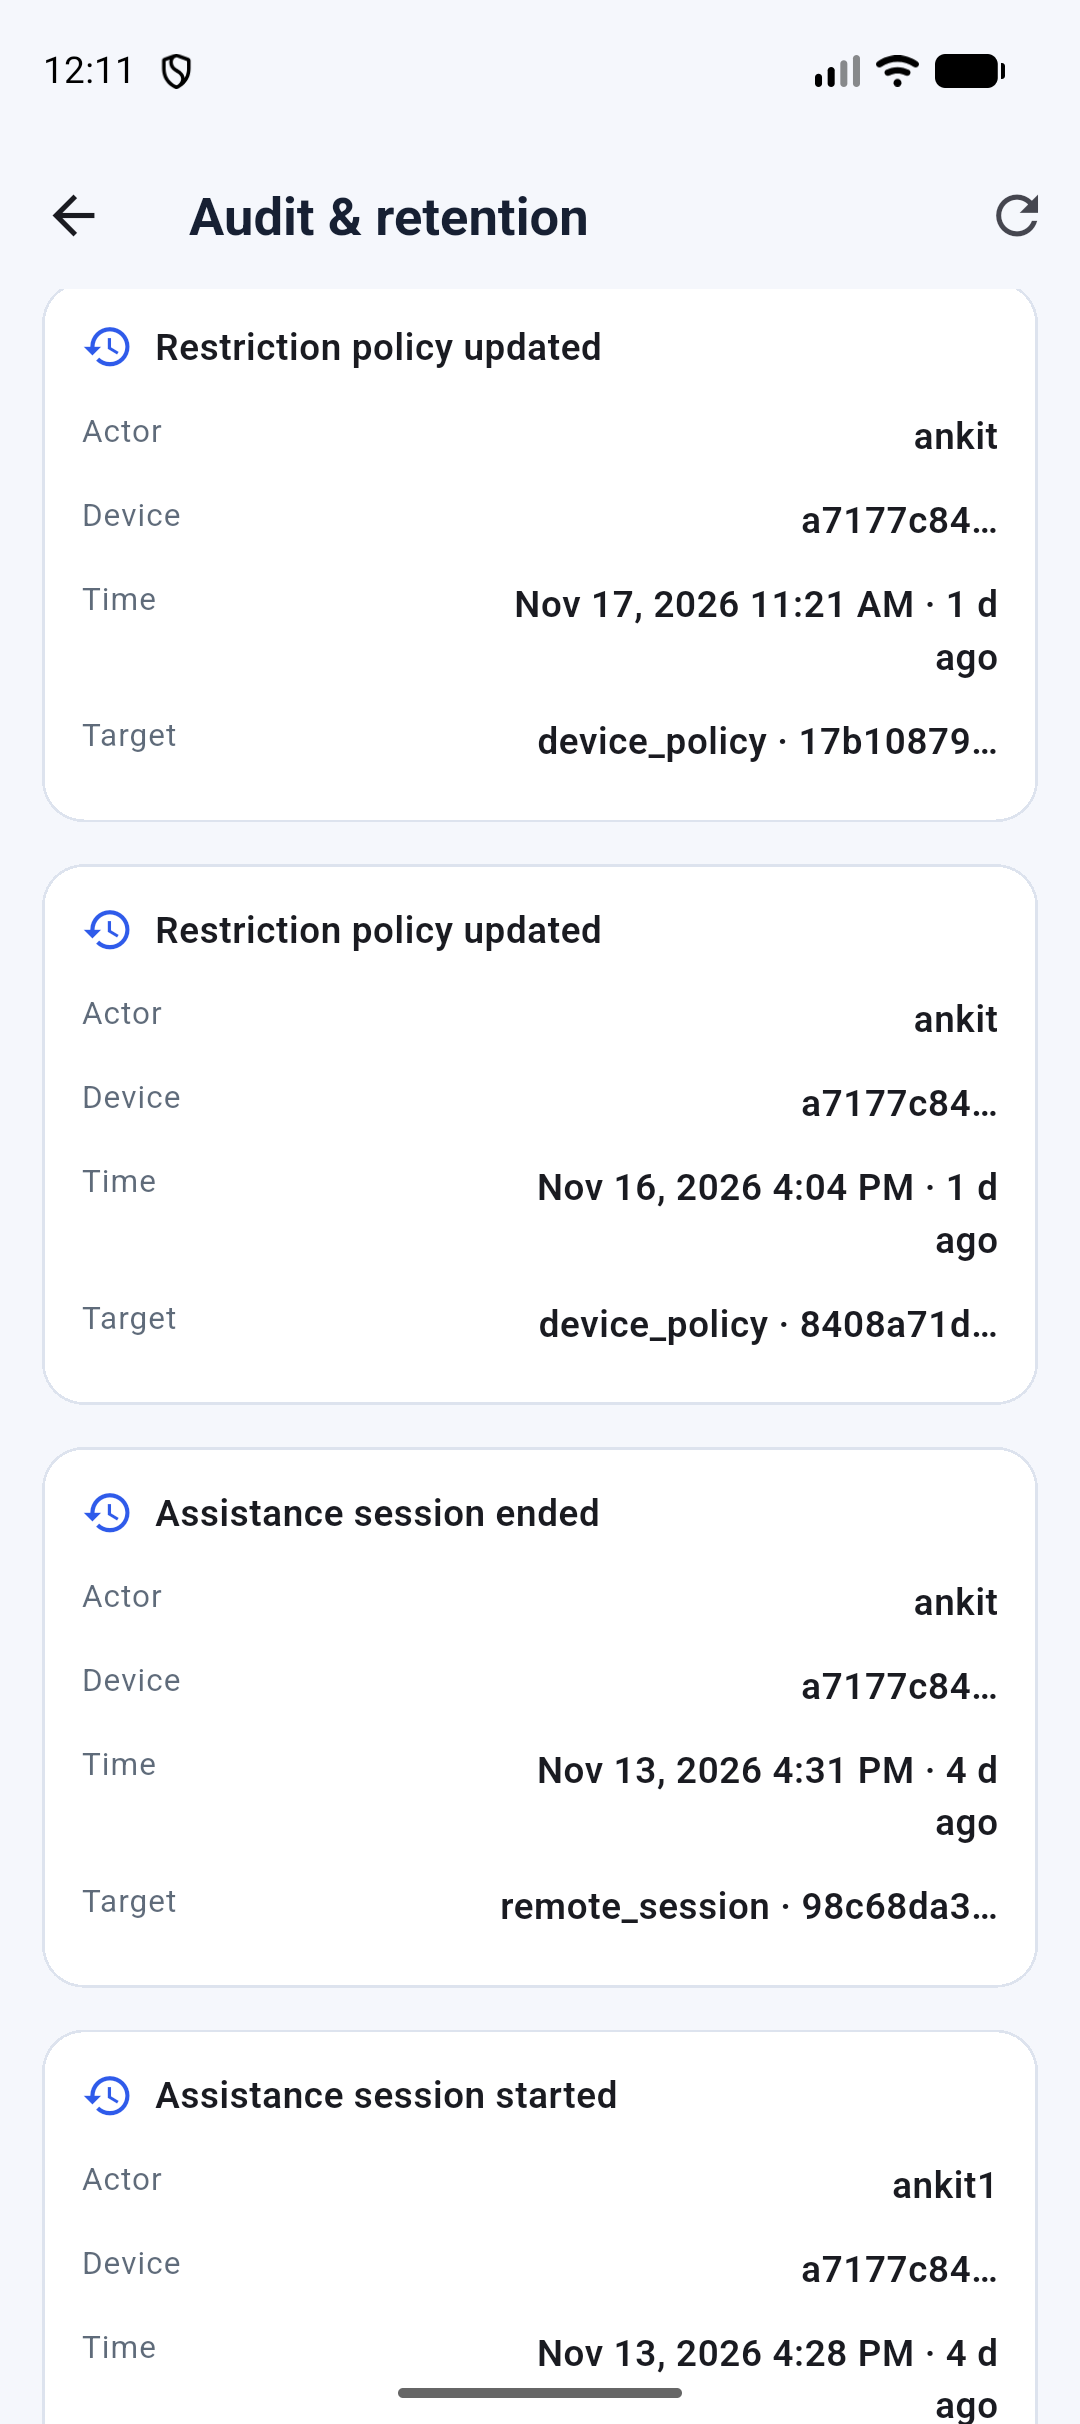 12:11
Audit & retention
Restriction policy updated
Actor ankit
Device a7177c84…
Time Nov 17, 2026 11:21 AM · 1 d
ago
Target device_policy · 17b10879…
Restriction policy updated
Actor ankit
Device a7177c84…
Time Nov 16, 2026 4:04 PM · 1 d
ago
Target device_policy · 8408a71d…
Assistance session ended
Actor ankit
Device a7177c84…
Time Nov 13, 2026 4:31 PM · 4 d
ago
Target remote_session · 98c68da3…
Assistance session started
Actor ankit1
Device a7177c84…
Time Nov 13, 2026 4:28 PM · 4 d
ago